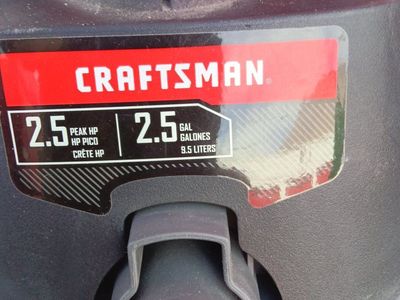 CRAFTSMAN®
2.5 PEAK HP
HP PICO
CRÊTE HP
2.5 GAL
GALONES
9.5 LITERS